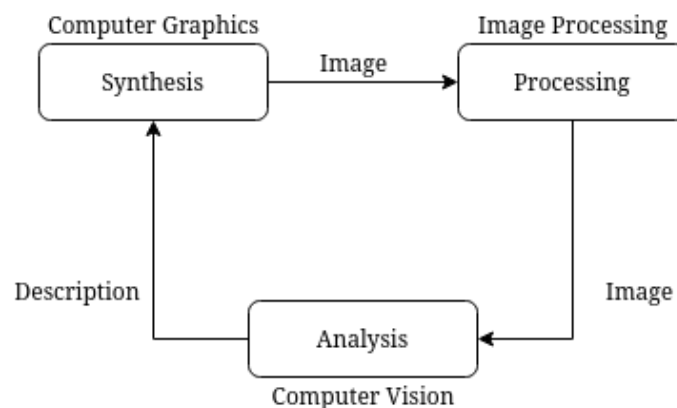 Computer Graphics
Image Processing
Synthesis
Image
Processing
Description
Image
Analysis
Computer Vision